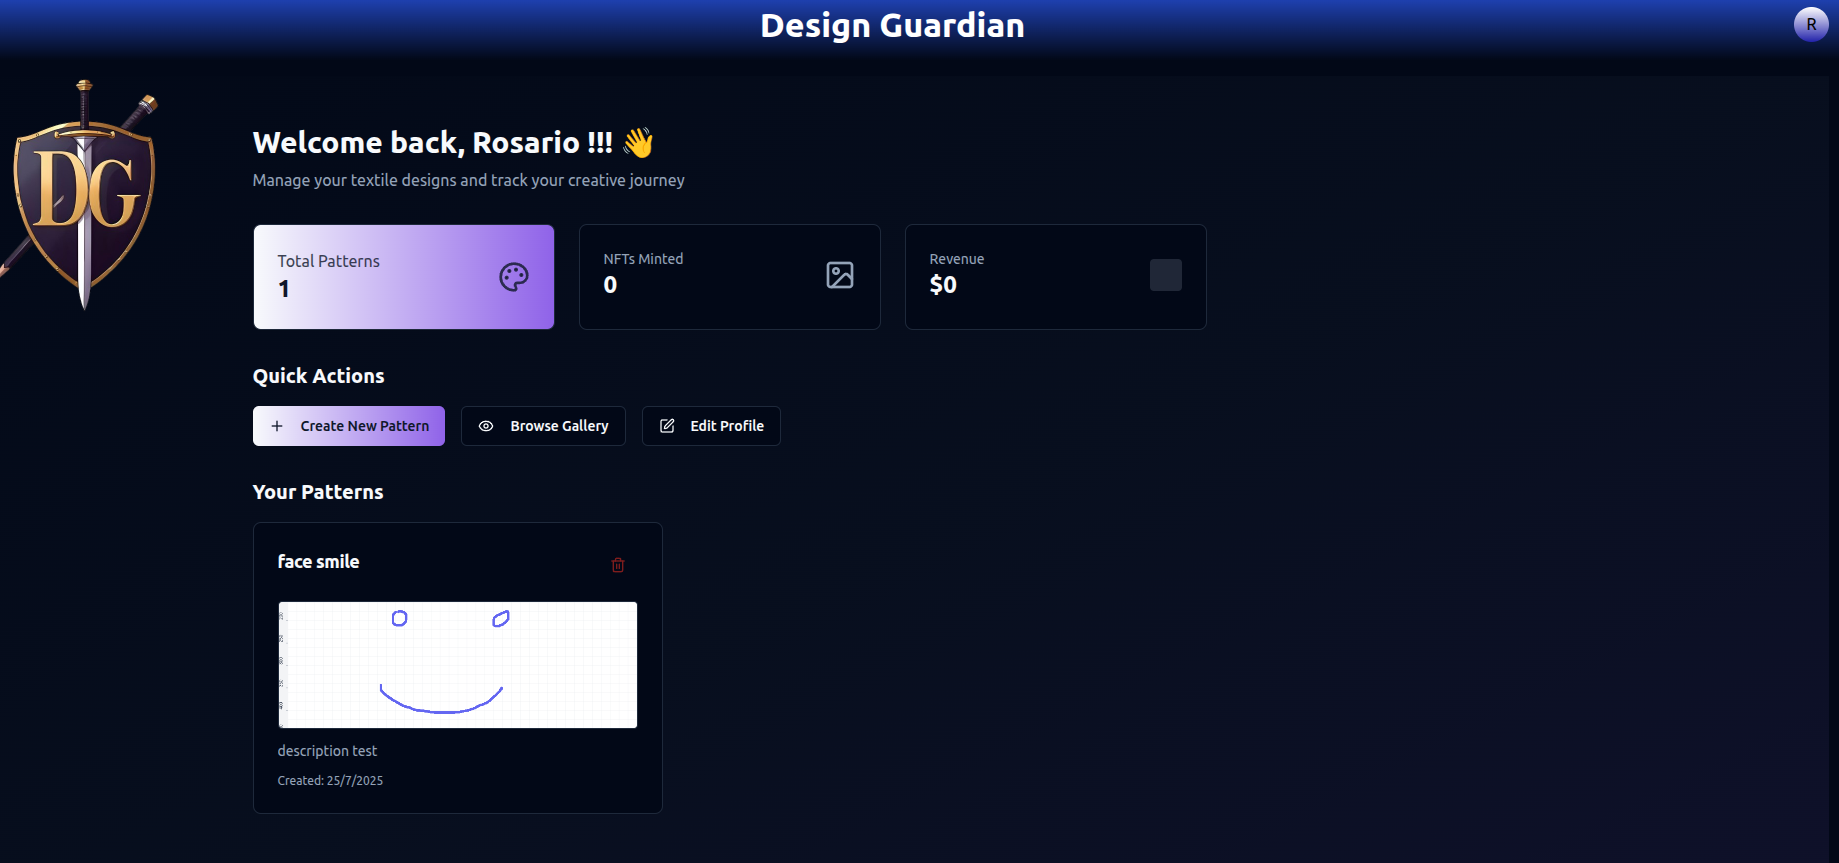 Design Guardian
R
DG
Welcome back, Rosario !!! 👋
Manage your textile designs and track your creative journey
Total Patterns
1
NFTs Minted
0
Revenue
$0
Quick Actions
Create New Pattern
Browse Gallery
Edit Profile
Your Patterns
face smile
description test
Created: 25/7/2025